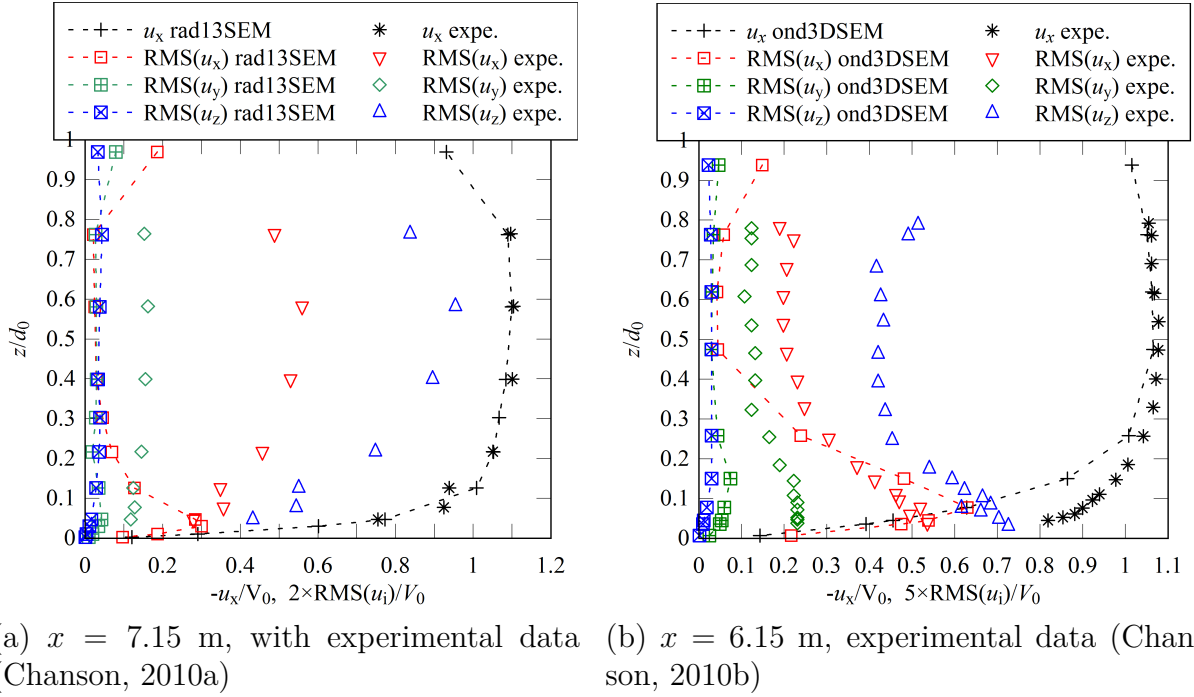 u_x rad13SEM  u_x expe.
RMS(u_x) rad13SEM  RMS(u_x) expe.
RMS(u_y) rad13SEM  RMS(u_y) expe.
RMS(u_z) rad13SEM  RMS(u_z) expe.
1
0.9
0.8
0.7
0.6
0.5
0.4
0.3
0.2
0.1
0
z/d_0
0 0.2 0.4 0.6 0.8 1 1.2
-u_x/V_0, 2×RMS(u_i)/V_0
a) x = 7.15 m, with experimental data
Chanson, 2010a)
u_x ond3DSEM  u_x expe.
RMS(u_x) ond3DSEM  RMS(u_x) expe.
RMS(u_y) ond3DSEM  RMS(u_y) expe.
RMS(u_z) ond3DSEM  RMS(u_z) expe.
1
0.9
0.8
0.7
0.6
0.5
0.4
0.3
0.2
0.1
0
z/d_0
0 0.1 0.2 0.3 0.4 0.5 0.6 0.7 0.8 0.9 1 1.1
-u_x/V_0, 5×RMS(u_i)/V_0
(b) x = 6.15 m, experimental data (Chan
son, 2010b)